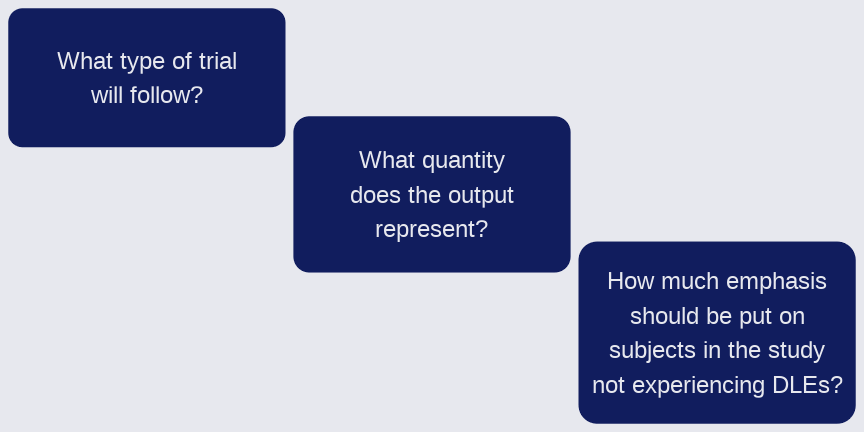 What type of trial
will follow?
What quantity
does the output
represent?
How much emphasis
should be put on
subjects in the study
not experiencing DLEs?